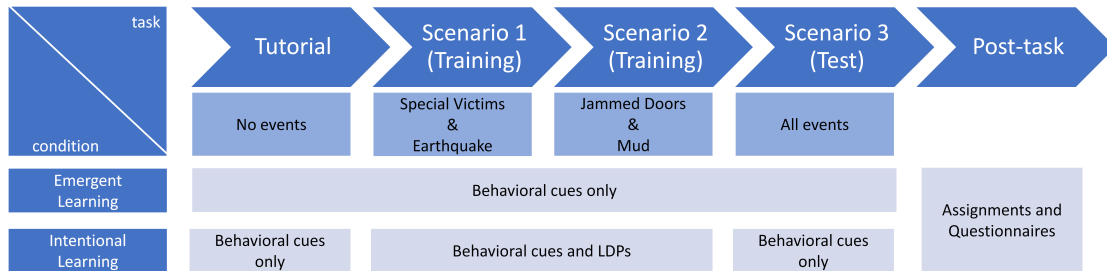 task
condition
Tutorial
Scenario 1
(Training)
Scenario 2
(Training)
Scenario 3
(Test)
Post-task
No events
Special Victims
&
Earthquake
Jammed Doors
&
Mud
All events
Emergent
Learning
Behavioral cues only
Assignments and
Questionnaires
Intentional
Learning
Behavioral cues
only
Behavioral cues and LDPs
Behavioral cues
only